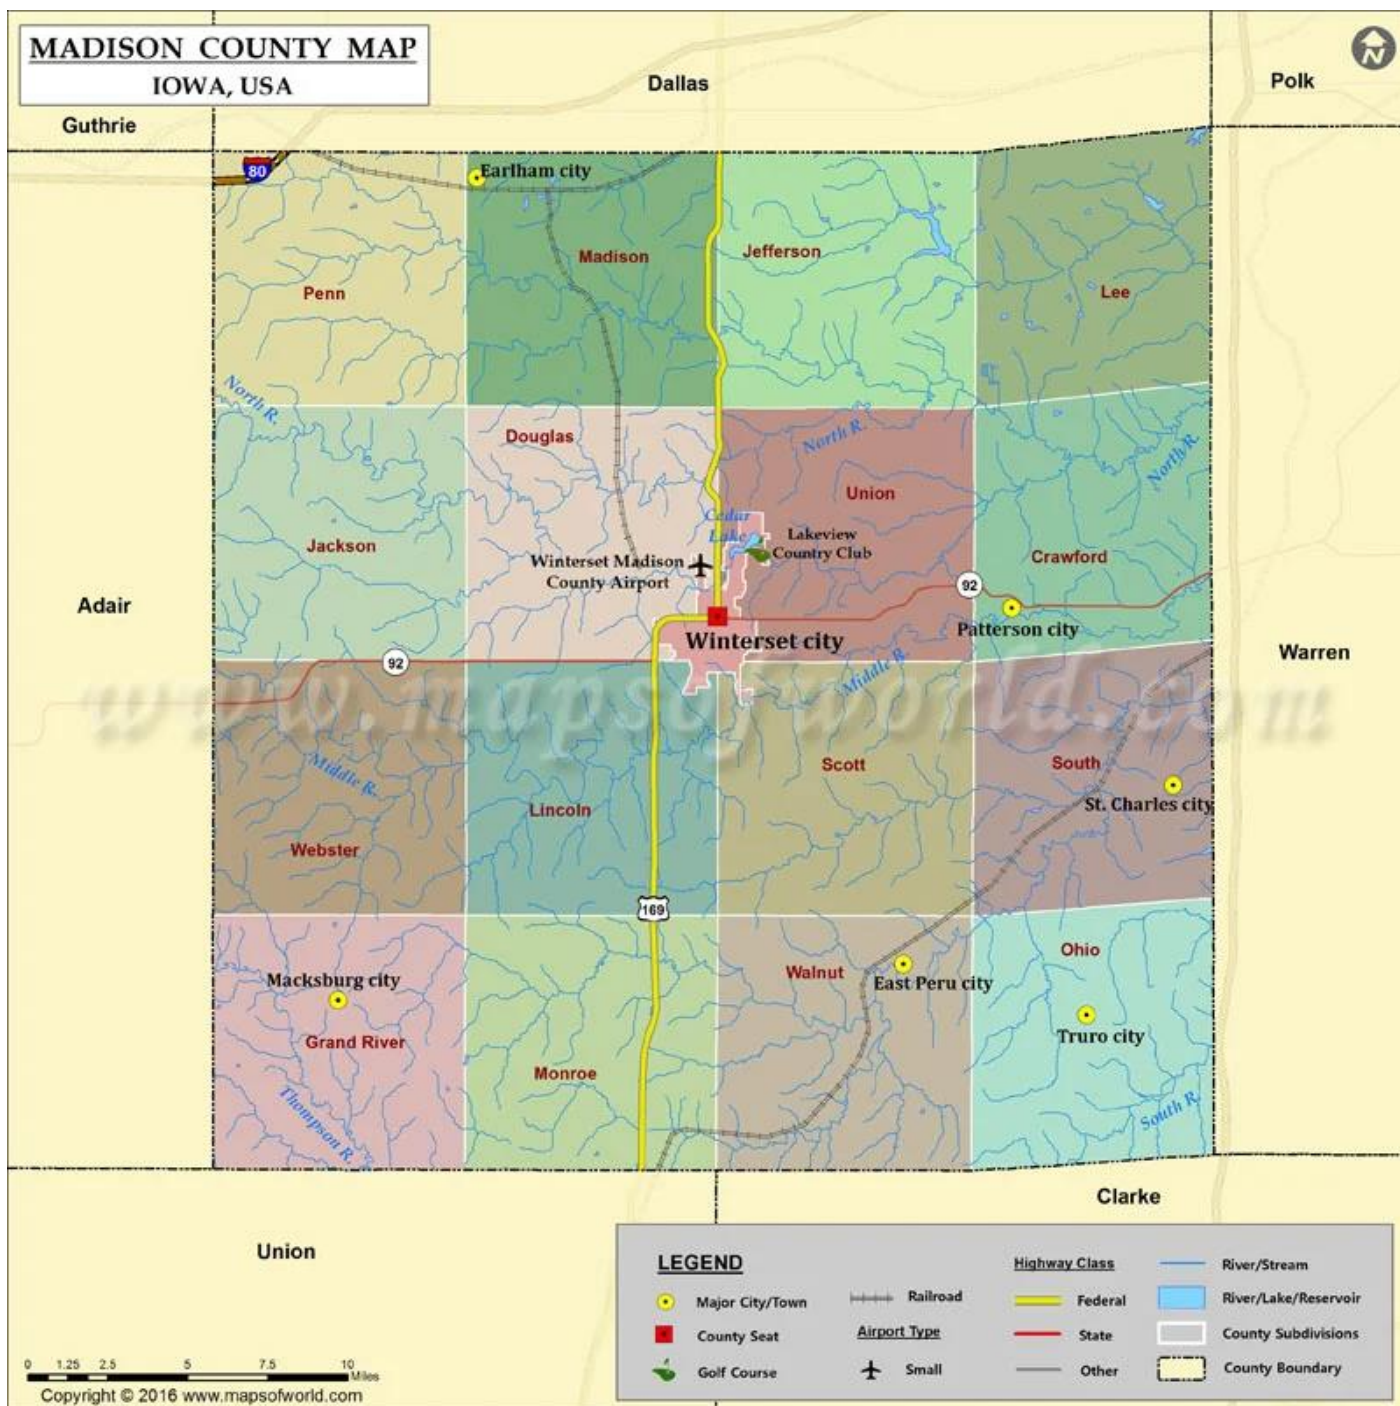 MADISON COUNTY MAP
IOWA, USA
N
Dallas
Polk
Guthrie
80
Earlham city
Madison
Jefferson
Penn
Lee
North R.
Douglas
North R.
North R.
Union
Cedar
Lake
Lakeview
Country Club
Jackson
Winterset Madison
County Airport
Crawford
92
Adair
Patterson city
Winterset city
Warren
92
Middle R.
www.mapsofworld.com
Middle R.
Scott
South
St. Charles city
Lincoln
Webster
169
Ohio
Walnut
Macksburg city
East Peru city
Grand River
Truro city
Monroe
Thompson R.
South R.
Clarke
Union
LEGEND
Major City/Town
County Seat
Golf Course
Railroad
Airport Type
Small
Highway Class
Federal
State
Other
River/Stream
River/Lake/Reservoir
County Subdivisions
County Boundary
0 1.25 2.5 5 7.5 10
Miles
Copyright © 2016 www.mapsofworld.com